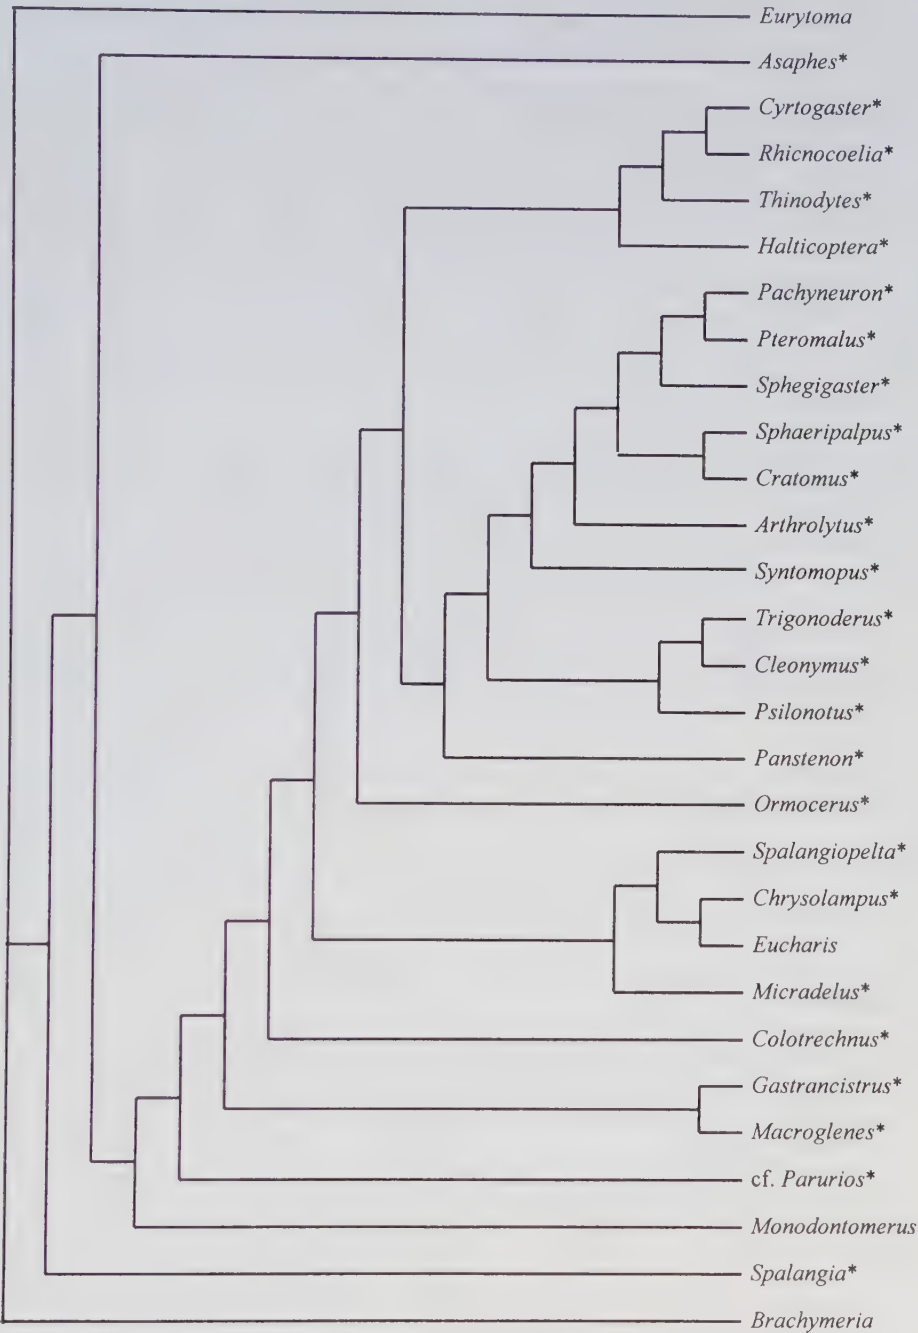 Eurytoma
Asaphes*
Cyrtogaster*
Rhicnocoelia*
Thinodytes*
Halticoptera*
Pachyneuron*
Pteromalus*
Sphegigaster*
Sphaeripalpus*
Cratomus*
Arthrolytus*
Syntomopus*
Trigonoderus*
Cleonymus*
Psilonotus*
Panstenon*
Ormocerus*
Spalangiopelta*
Chrysolampus*
Eucharis
Micradelus*
Colotrechnus*
Gastrancistrus*
Macroglenes*
cf. Parurios*
Monodontomerus
Spalangia*
Brachymeria